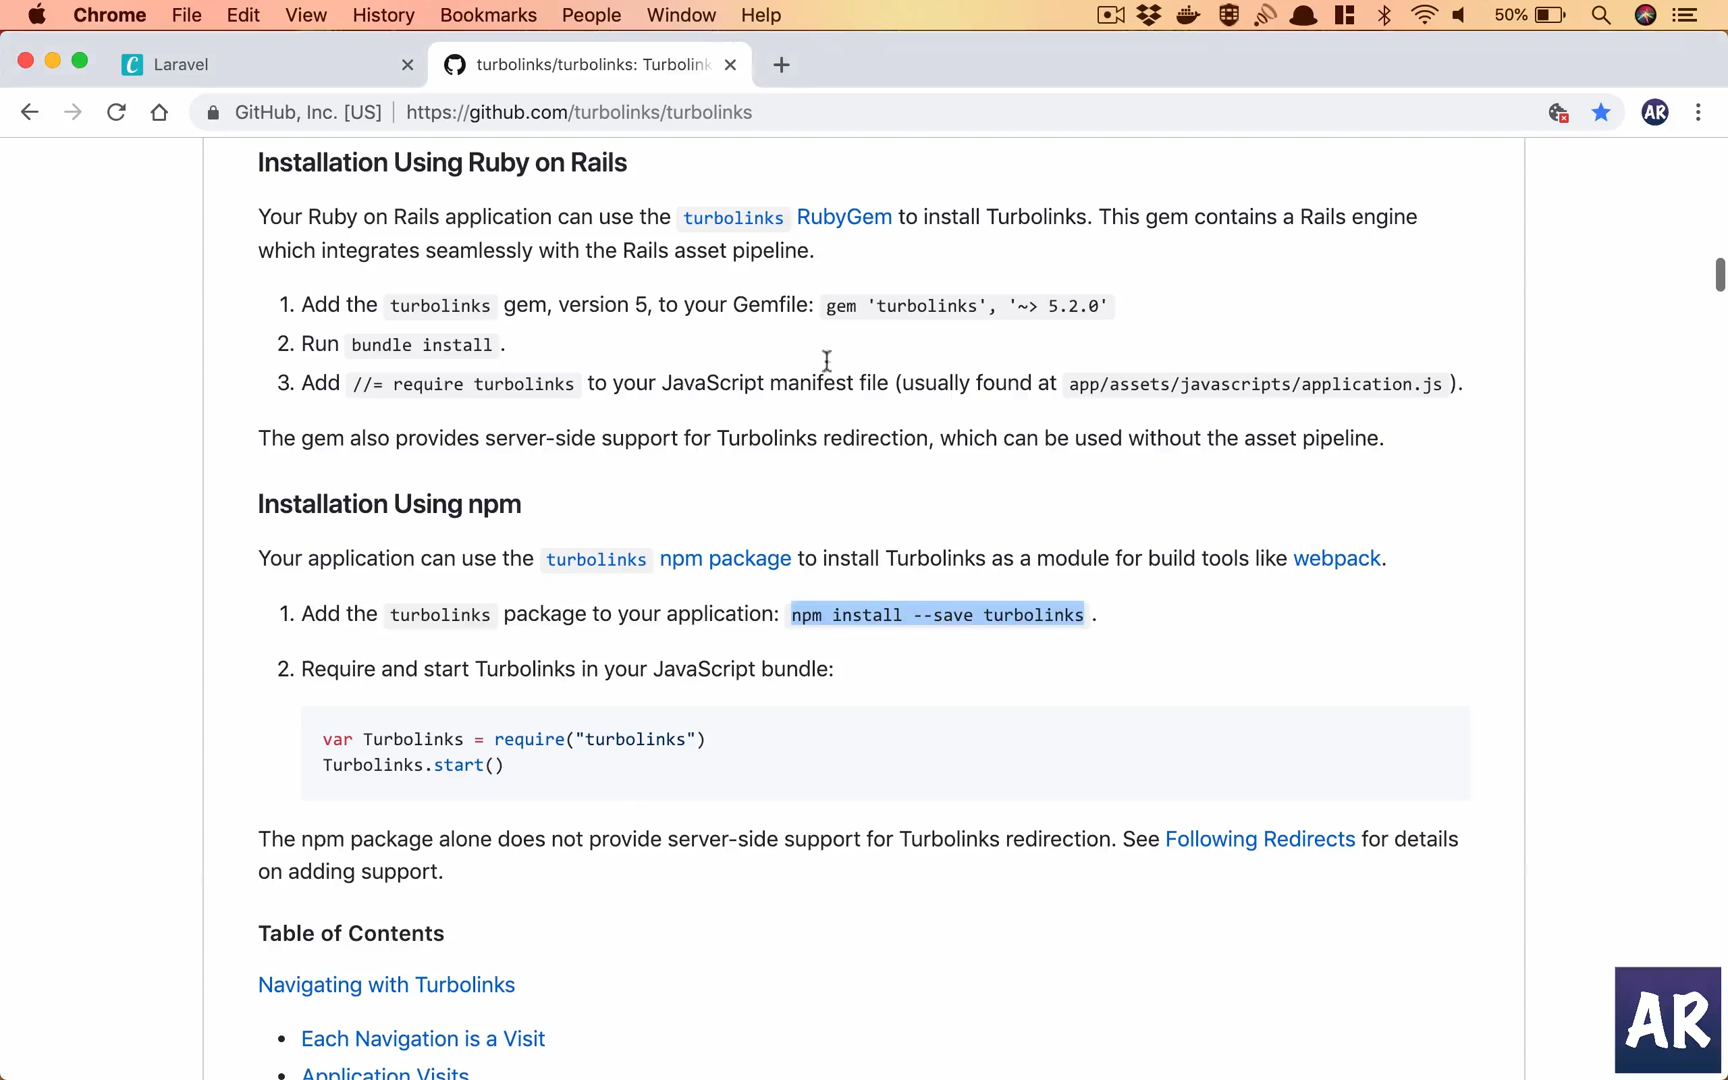 Chrome File Edit View History Bookmarks People Window Help 50%
Laravel turbolinks/turbolinks: Turbolink
GitHub, Inc. [US] https://github.com/turbolinks/turbolinks AR
Installation Using Ruby on Rails
Your Ruby on Rails application can use the turbolinks RubyGem to install Turbolinks. This gem contains a Rails engine
which integrates seamlessly with the Rails asset pipeline.
1. Add the turbolinks gem, version 5, to your Gemfile: gem 'turbolinks', '~> 5.2.0'
2. Run bundle install .
3. Add //= require turbolinks to your JavaScript manifest file (usually found at app/assets/javascripts/application.js ).
The gem also provides server-side support for Turbolinks redirection, which can be used without the asset pipeline.
Installation Using npm
Your application can use the turbolinks npm package to install Turbolinks as a module for build tools like webpack.
1. Add the turbolinks package to your application: npm install --save turbolinks .
2. Require and start Turbolinks in your JavaScript bundle:
var Turbolinks = require("turbolinks")
Turbolinks.start()
The npm package alone does not provide server-side support for Turbolinks redirection. See Following Redirects for details
on adding support.
Table of Contents
Navigating with Turbolinks
• Each Navigation is a Visit
• Application Visits
AR